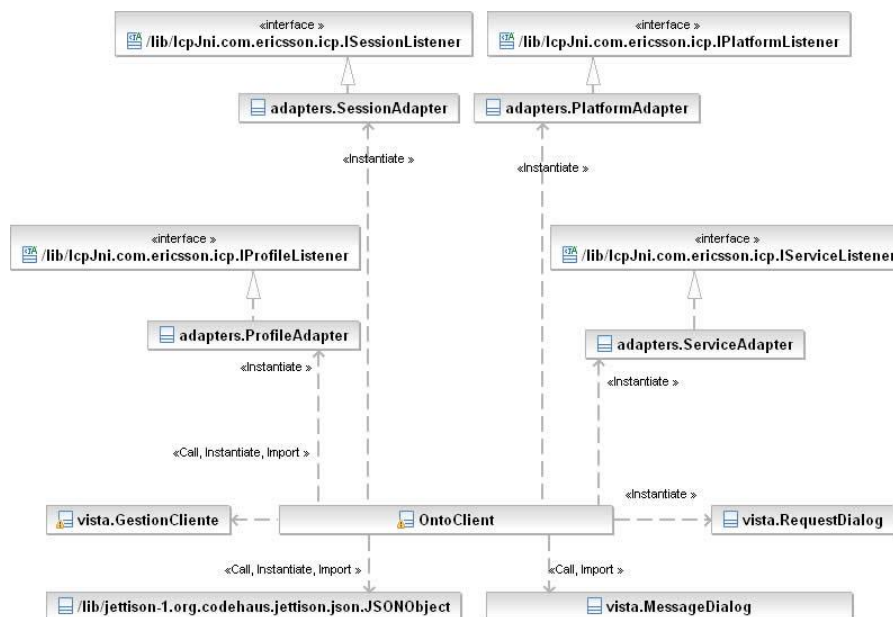 «interface »
/lib/IcpJni.com.ericsson.icp.ISessionListener
«interface »
/lib/IcpJni.com.ericsson.icp.IPlatformListener
adapters.SessionAdapter
adapters.PlatformAdapter
«Instantiate »
«Instantiate »
«interface »
/lib/IcpJni.com.ericsson.icp.IProfileListener
«interface »
/lib/IcpJni.com.ericsson.icp.IServiceListener
adapters.ProfileAdapter
adapters.ServiceAdapter
«Instantiate »
«Instantiate »
«Call, Instantiate, Import »
«Instantiate »
vista.GestionCliente
OntoClient
vista.RequestDialog
«Call, Instantiate, Import »
«Call, Import »
/lib/jettison-1.org.codehaus.jettison.json.JSONObject
vista.MessageDialog